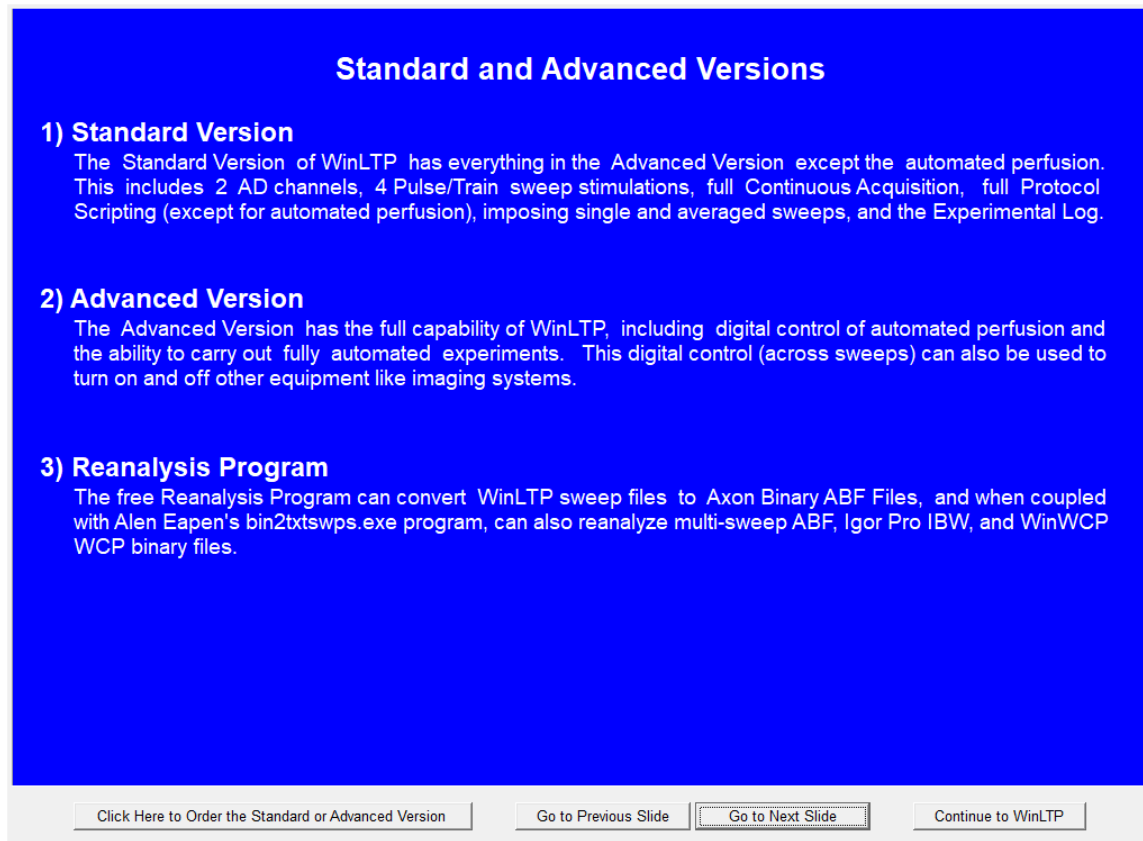 Standard and Advanced Versions
1) Standard Version
The Standard Version of WinLTP has everything in the Advanced Version except the automated perfusion.
This includes 2 AD channels, 4 Pulse/Train sweep stimulations, full Continuous Acquisition, full Protocol
Scripting (except for automated perfusion), imposing single and averaged sweeps, and the Experimental Log.
2) Advanced Version
The Advanced Version has the full capability of WinLTP, including digital control of automated perfusion and
the ability to carry out fully automated experiments. This digital control (across sweeps) can also be used to
turn on and off other equipment like imaging systems.
3) Reanalysis Program
The free Reanalysis Program can convert WinLTP sweep files to Axon Binary ABF Files, and when coupled
with Alen Eapen's bin2txtswps.exe program, can also reanalyze multi-sweep ABF, Igor Pro IBW, and WinWCP
WCP binary files.
Click Here to Order the Standard or Advanced Version
Go to Previous Slide
Go to Next Slide
Continue to WinLTP